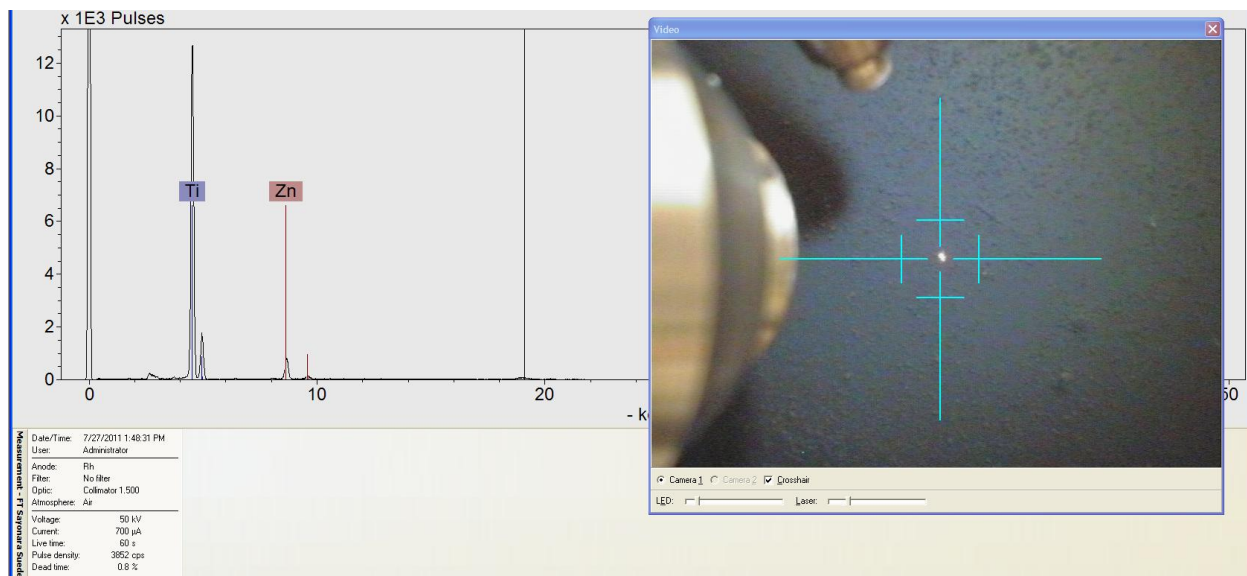 x 1E3 Pulses
12
10
8
6
4
2
0
Ti
Zn
0
10
20
50
- k
Video
Camera 1
Camera 2
Crosshair
LED:
Laser:
Measurement - FT Sayonara Suede
Date/Time: 7/27/2011 1:48:31 PM
User: Administrator
Anode: Rh
Filter: No filter
Optic: Collimator 1.500
Atmosphere: Air
Voltage: 50 kV
Current: 700 µA
Live time: 60 s
Pulse density: 3852 cps
Dead time: 0.8 %